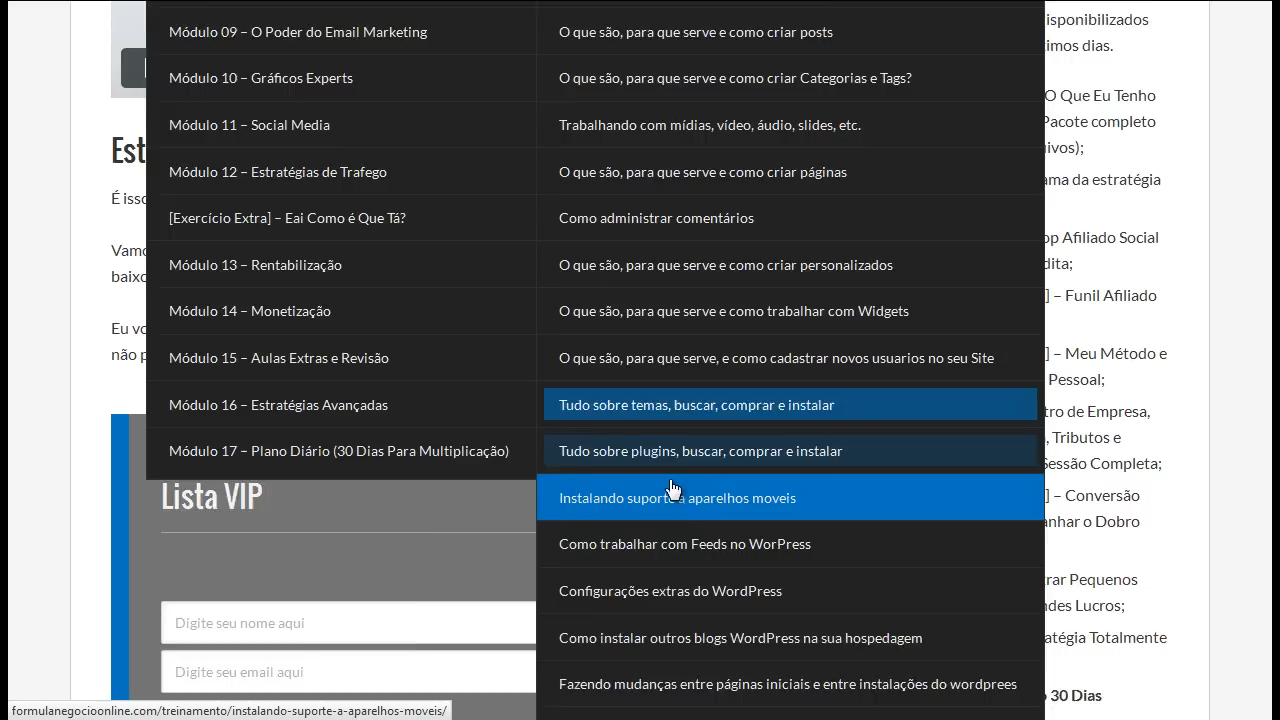 Módulo 09 – O Poder do Email Marketing
Módulo 10 – Gráficos Experts
Módulo 11 – Social Media
Módulo 12 – Estratégias de Trafego
[Exercício Extra] – Eai Como é Que Tá?
Módulo 13 – Rentabilização
Módulo 14 – Monetização
Módulo 15 – Aulas Extras e Revisão
Módulo 16 – Estratégias Avançadas
Módulo 17 – Plano Diário (30 Dias Para Multiplicação)
O que são, para que serve e como criar posts
O que são, para que serve e como criar Categorias e Tags?
Trabalhando com mídias, vídeo, áudio, slides, etc.
O que são, para que serve e como criar páginas
Como administrar comentários
O que são, para que serve e como criar personalizados
O que são, para que serve e como trabalhar com Widgets
O que são, para que serve, e como cadastrar novos usuarios no seu Site
Tudo sobre temas, buscar, comprar e instalar
Tudo sobre plugins, buscar, comprar e instalar
Instalando suporte a aparelhos moveis
Como trabalhar com Feeds no WorPress
Configurações extras do WordPress
Como instalar outros blogs WordPress na sua hospedagem
Fazendo mudanças entre páginas iniciais e entre instalações do wordprees
Est
É isso
Vamo
baixo
Eu vo
não p
Lista VIP
Digite seu nome aqui
Digite seu email aqui
isponibilizados
timos dias.
O Que Eu Tenho
Pacote completo
ivos);
ama da estratégia
op Afiliado Social
dita;
] – Funil Afiliado
] – Meu Método e
Pessoal;
tro de Empresa,
, Tributos e
Sessão Completa;
] – Conversão
anhar o Dobro
rar Pequenos
ndes Lucros;
atégia Totalmente
o 30 Dias
formulanegocioonline.com/treinamento/instalando-suporte-a-aparelhos-moveis/